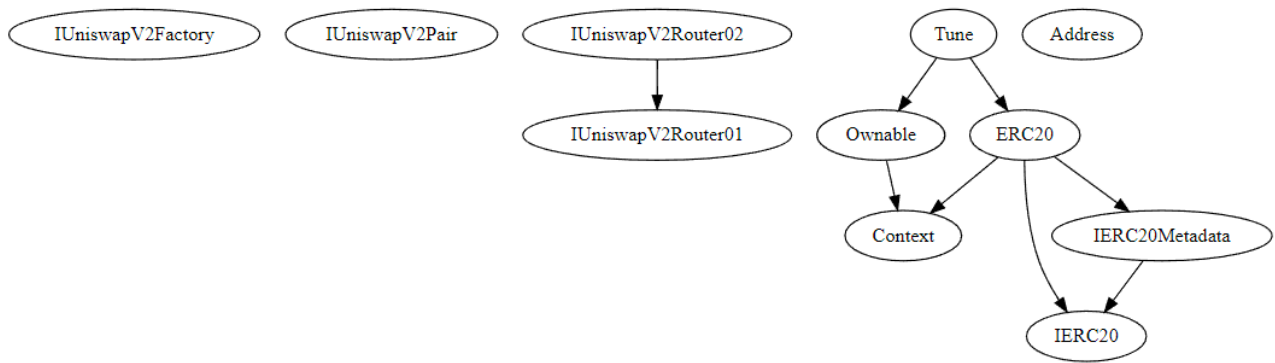 IUniswapV2Factory
IUniswapV2Pair
IUniswapV2Router02
Tune
Address
IUniswapV2Router01
Ownable
ERC20
Context
IERC20Metadata
IERC20